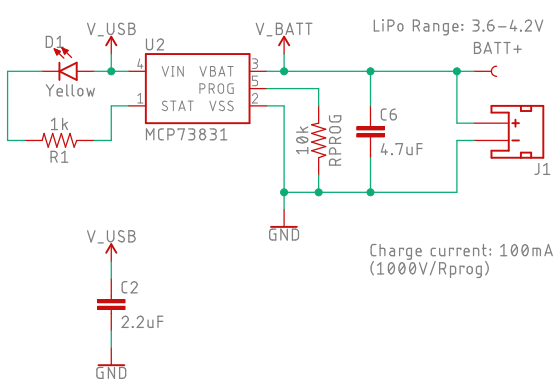 LiPo Range: 3.6-4.2V
V_USB
V_BATT
BATT+
D1
U2
4
VIN
VBAT
3
PROG
5
Yellow
1
STAT
VSS
2
1k
R1
MCP73831
10k
RPROG
C6
4.7uF
+
-
J1
GND
V_USB
C2
2.2uF
GND
Charge current: 100mA
(1000V/Rprog)